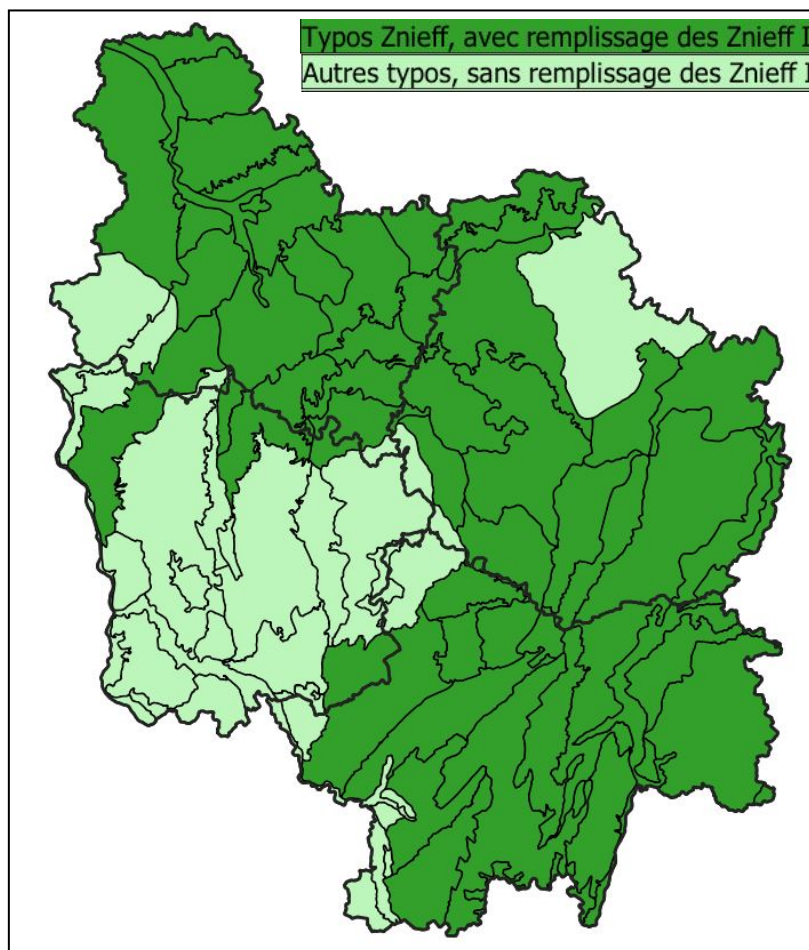 Typos Znieff, avec remplissage des Znieff I
Autres typos, sans remplissage des Znieff I